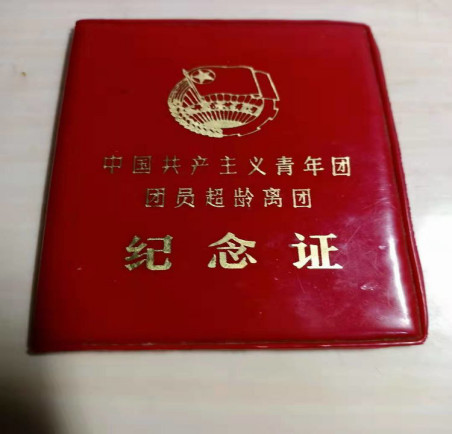 中国共产主义青年团
团员超龄离团
纪念证